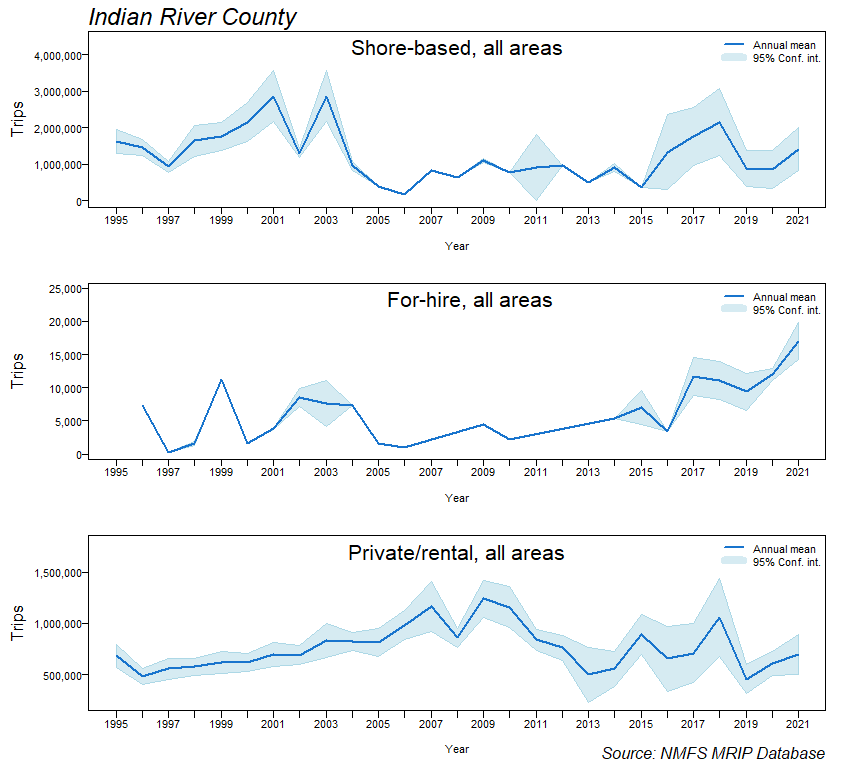 Indian River County
Shore-based, all areas
Annual mean
95% Conf. int.
Trips
4,000,000
3,000,000
2,000,000
1,000,000
0
1995 1997 1999 2001 2003 2005 2007 2009 2011 2013 2015 2017 2019 2021
Year
For-hire, all areas
Annual mean
95% Conf. int.
Trips
25,000
20,000
15,000
10,000
5,000
0
1995 1997 1999 2001 2003 2005 2007 2009 2011 2013 2015 2017 2019 2021
Year
Private/rental, all areas
Annual mean
95% Conf. int.
Trips
1,500,000
1,000,000
500,000
1995 1997 1999 2001 2003 2005 2007 2009 2011 2013 2015 2017 2019 2021
Year
Source: NMFS MRIP Database